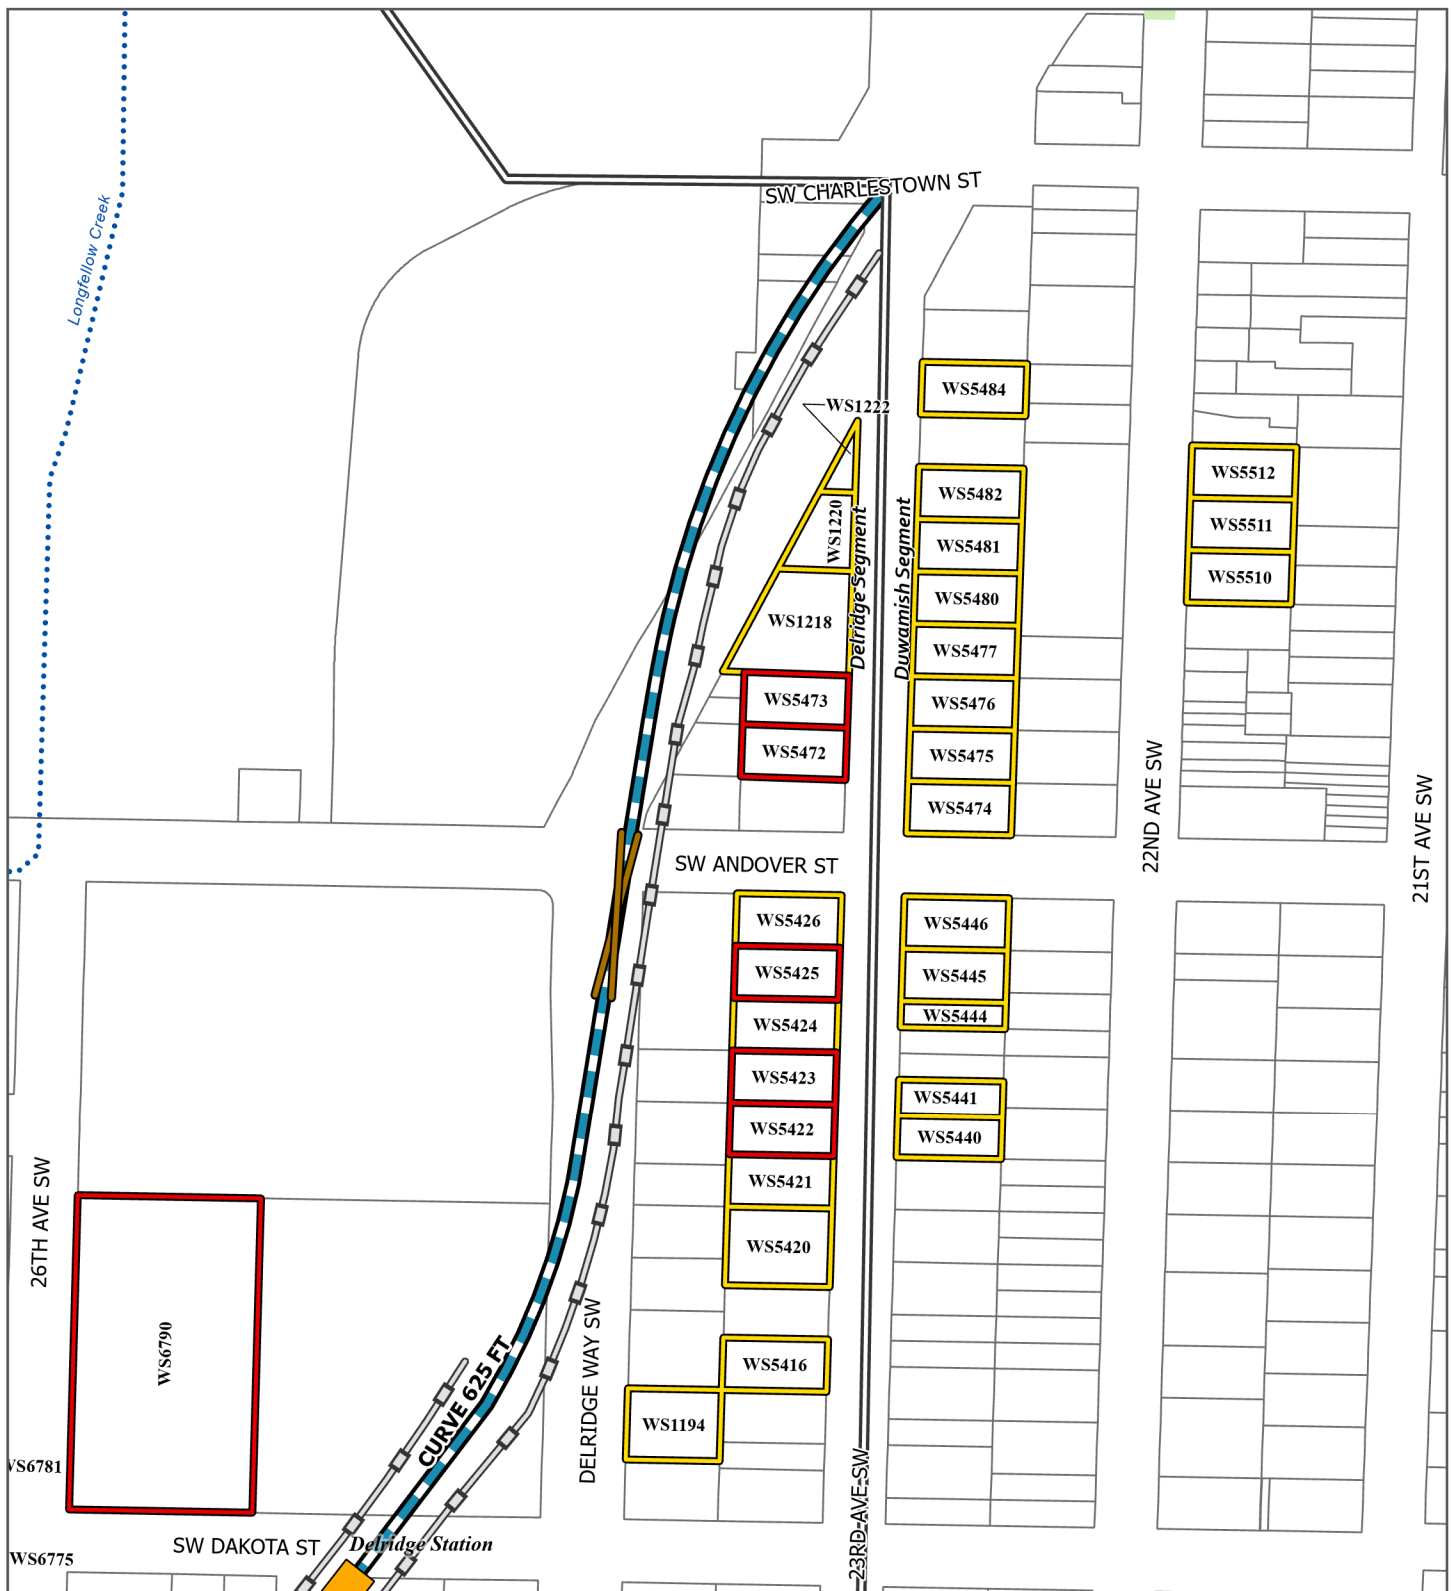 SW CHARLESTOWN ST
Longfellow Creek
WS5484
WS1222
WS5512
WS5482
WS1220
WS5511
WS5481
Delridge Segment
Duwamish Segment
WS5510
WS5480
WS1218
WS5477
WS5473
WS5476
WS5472
WS5475
WS5474
22ND AVE SW
21ST AVE SW
SW ANDOVER ST
WS5426
WS5446
WS5425
WS5445
WS5444
WS5424
WS5423
WS5441
WS5422
WS5440
WS5421
26TH AVE SW
WS5420
WS6790
WS5416
DELRIDGE WAY SW
CURVE 625 FT
WS1194
WS6781
23RD AVE SW
SW DAKOTA ST
Delridge Station
WS6775